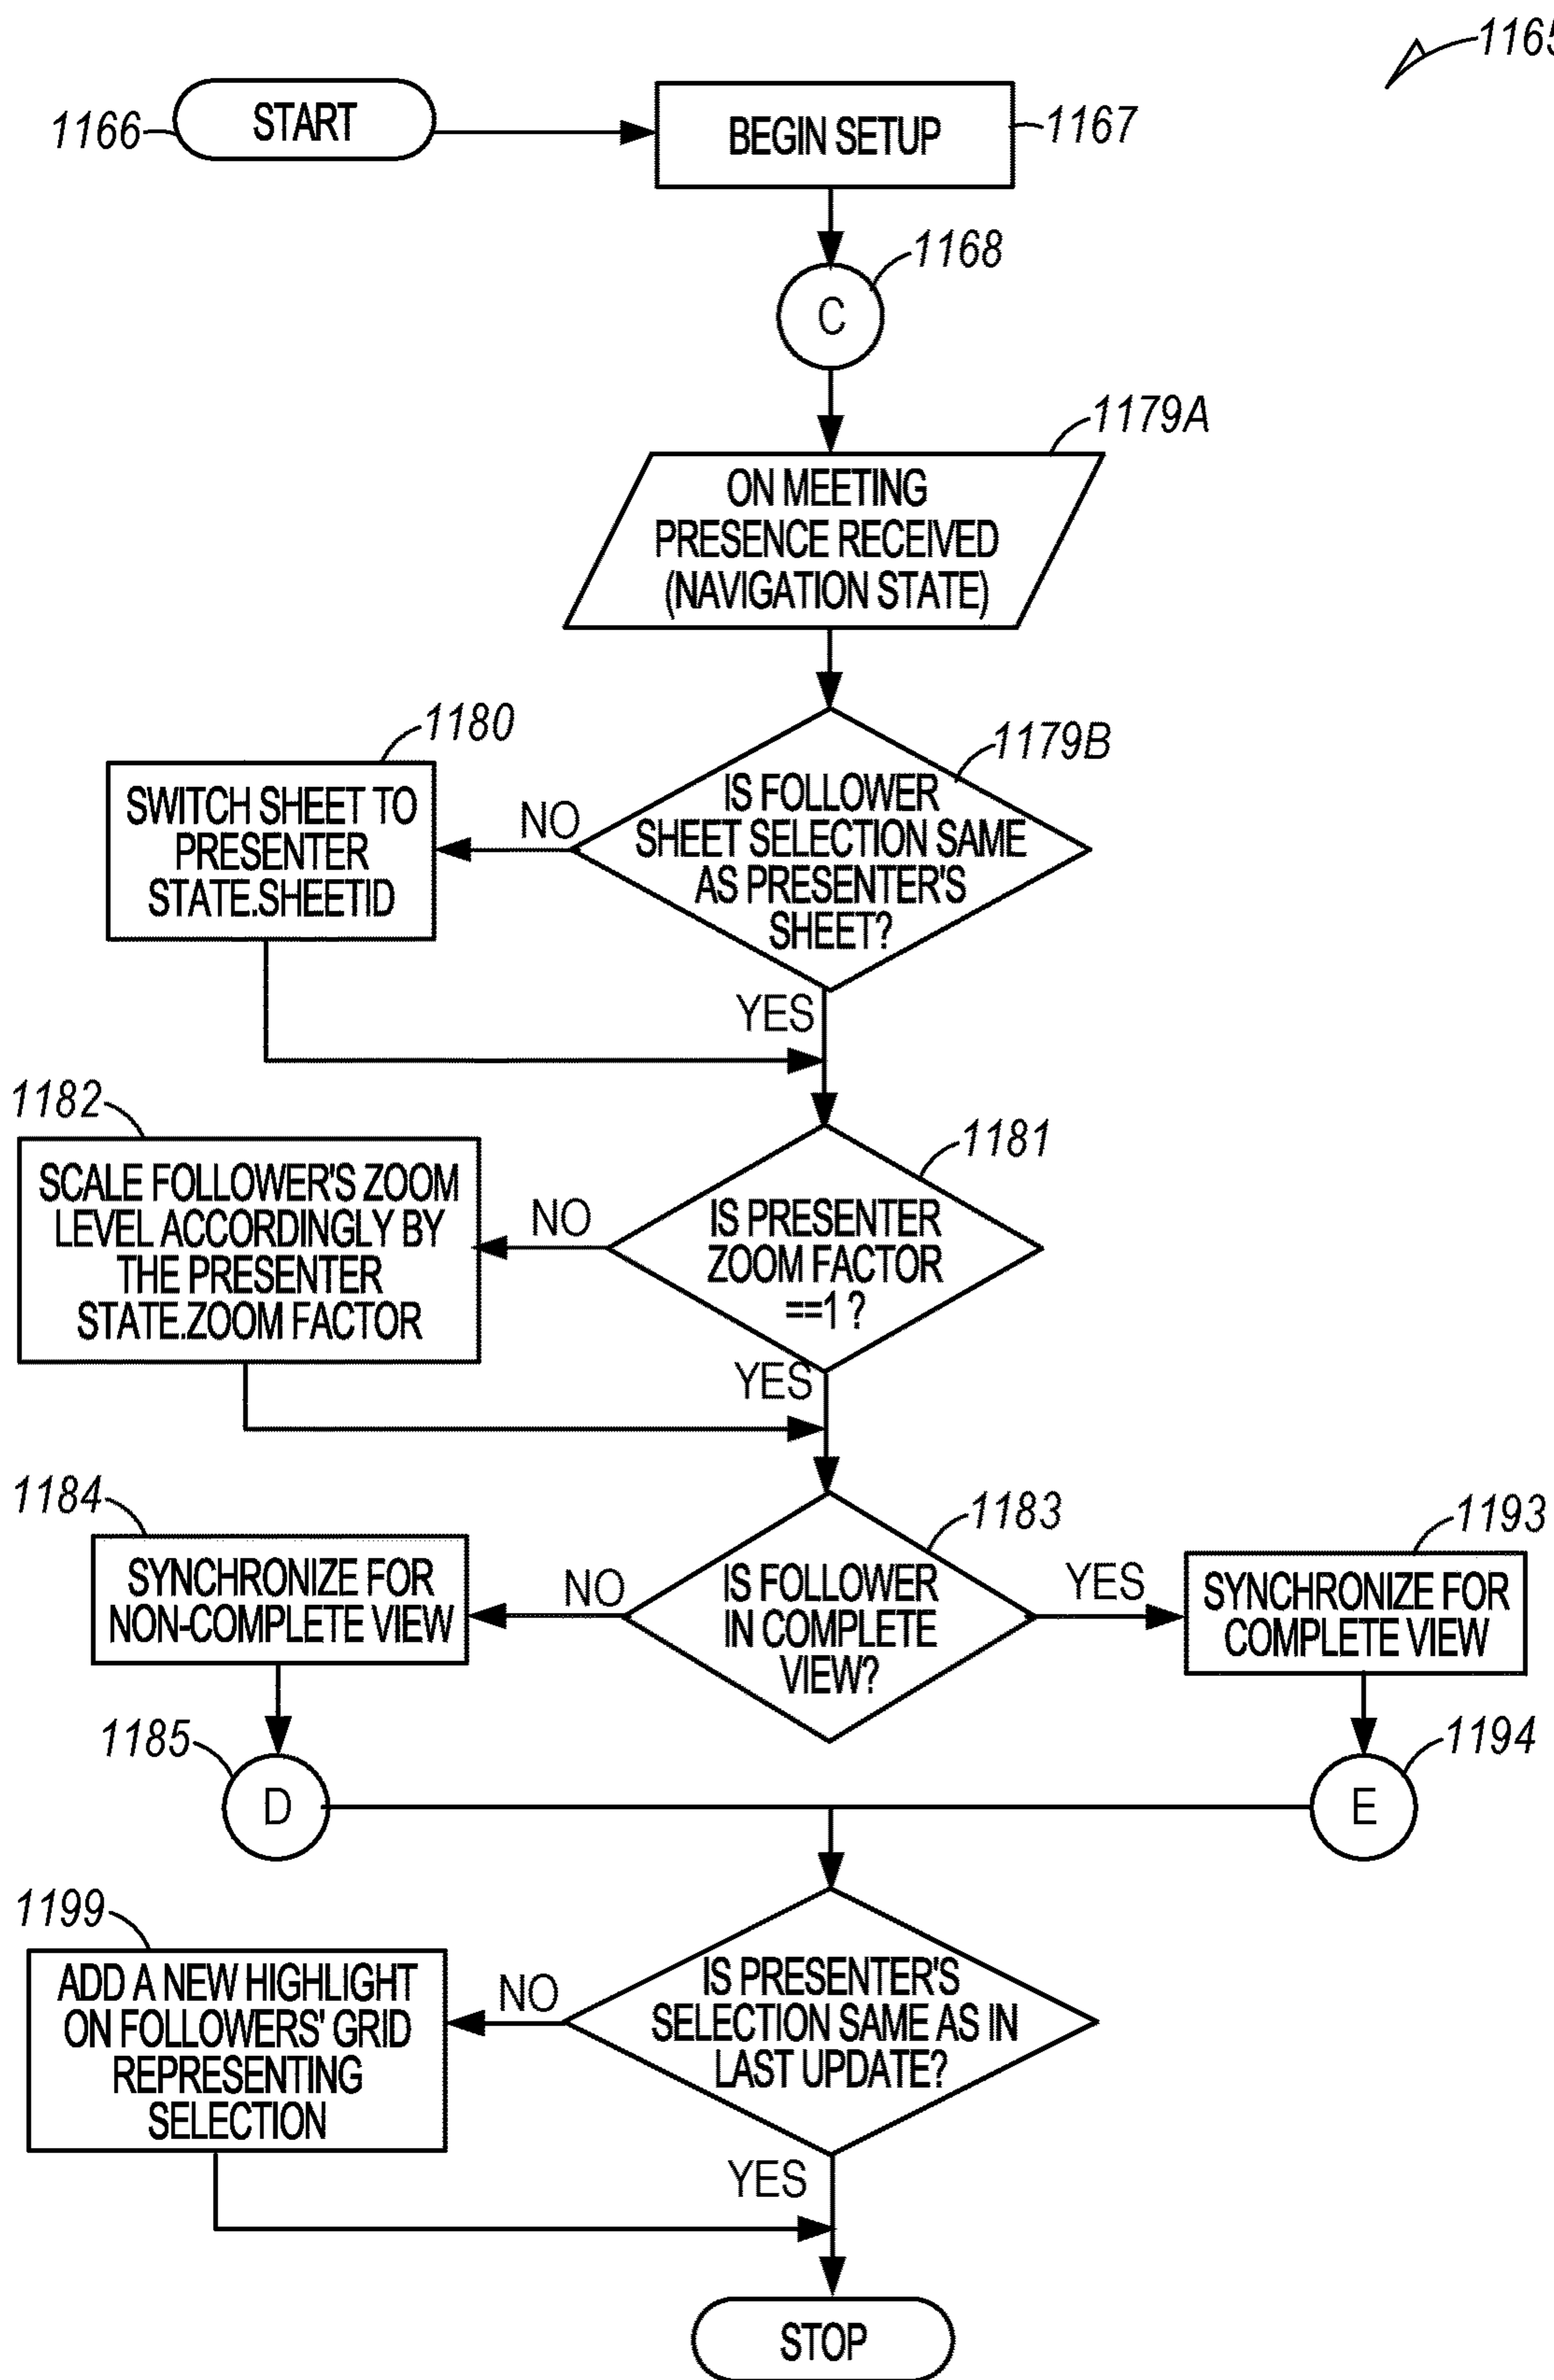 1165
1166
START
BEGIN SETUP
1167
1168
C
1179A
ON MEETING
PRESENCE RECEIVED
(NAVIGATION STATE)
1180
1179B
SWITCH SHEET TO
PRESENTER
STATE.SHEETID
NO
IS FOLLOWER
SHEET SELECTION SAME
AS PRESENTER'S
SHEET?
YES
1182
1181
SCALE FOLLOWER'S ZOOM
LEVEL ACCORDINGLY BY
THE PRESENTER
STATE.ZOOM FACTOR
NO
IS PRESENTER
ZOOM FACTOR
==1 ?
YES
1184
1183
1193
SYNCHRONIZE FOR
NON-COMPLETE VIEW
NO
IS FOLLOWER
IN COMPLETE
VIEW?
YES
SYNCHRONIZE FOR
COMPLETE VIEW
1185
D
1194
E
1199
ADD A NEW HIGHLIGHT
ON FOLLOWERS' GRID
REPRESENTING
SELECTION
NO
IS PRESENTER'S
SELECTION SAME AS IN
LAST UPDATE?
YES
STOP